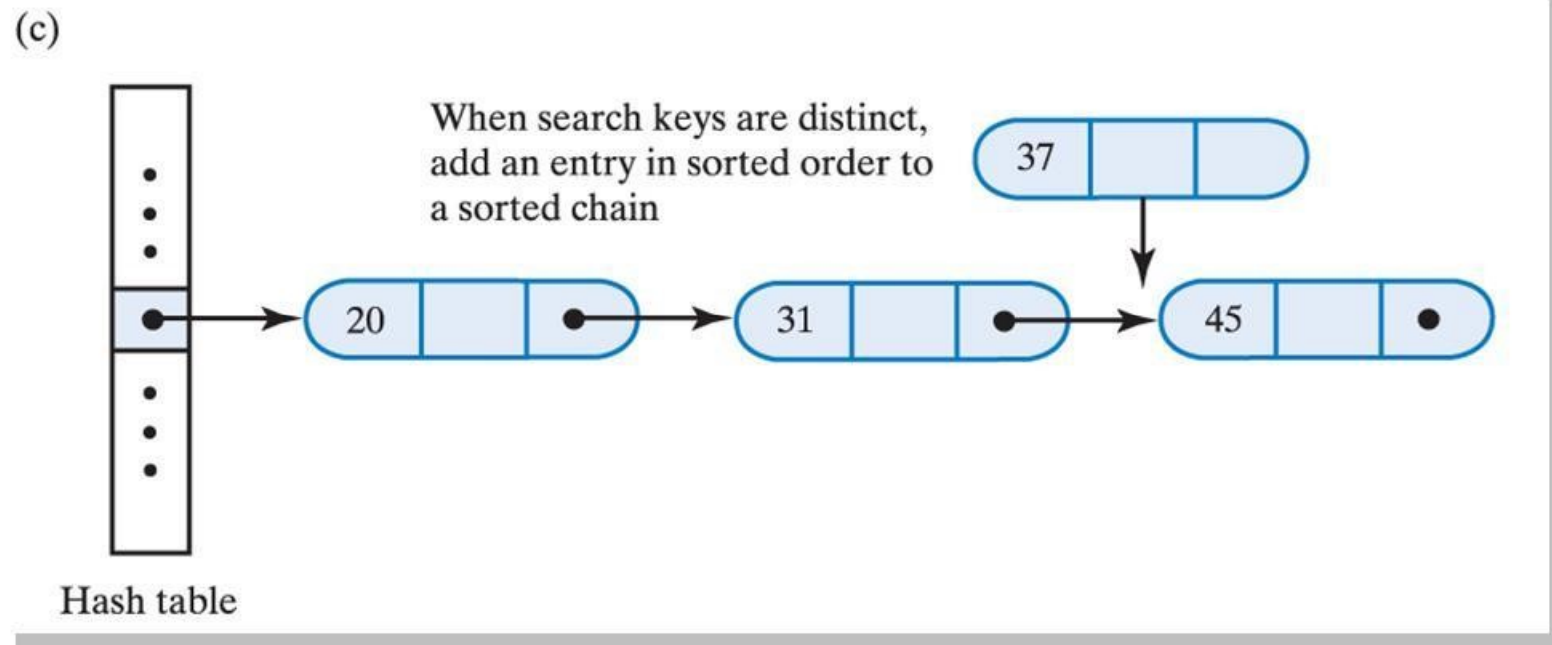 (c)
When search keys are distinct,
add an entry in sorted order to
a sorted chain
37
20
31
45
Hash table